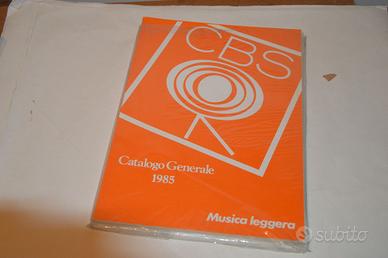 CBS
Catalogo Generale
1985
Musica leggera
subito